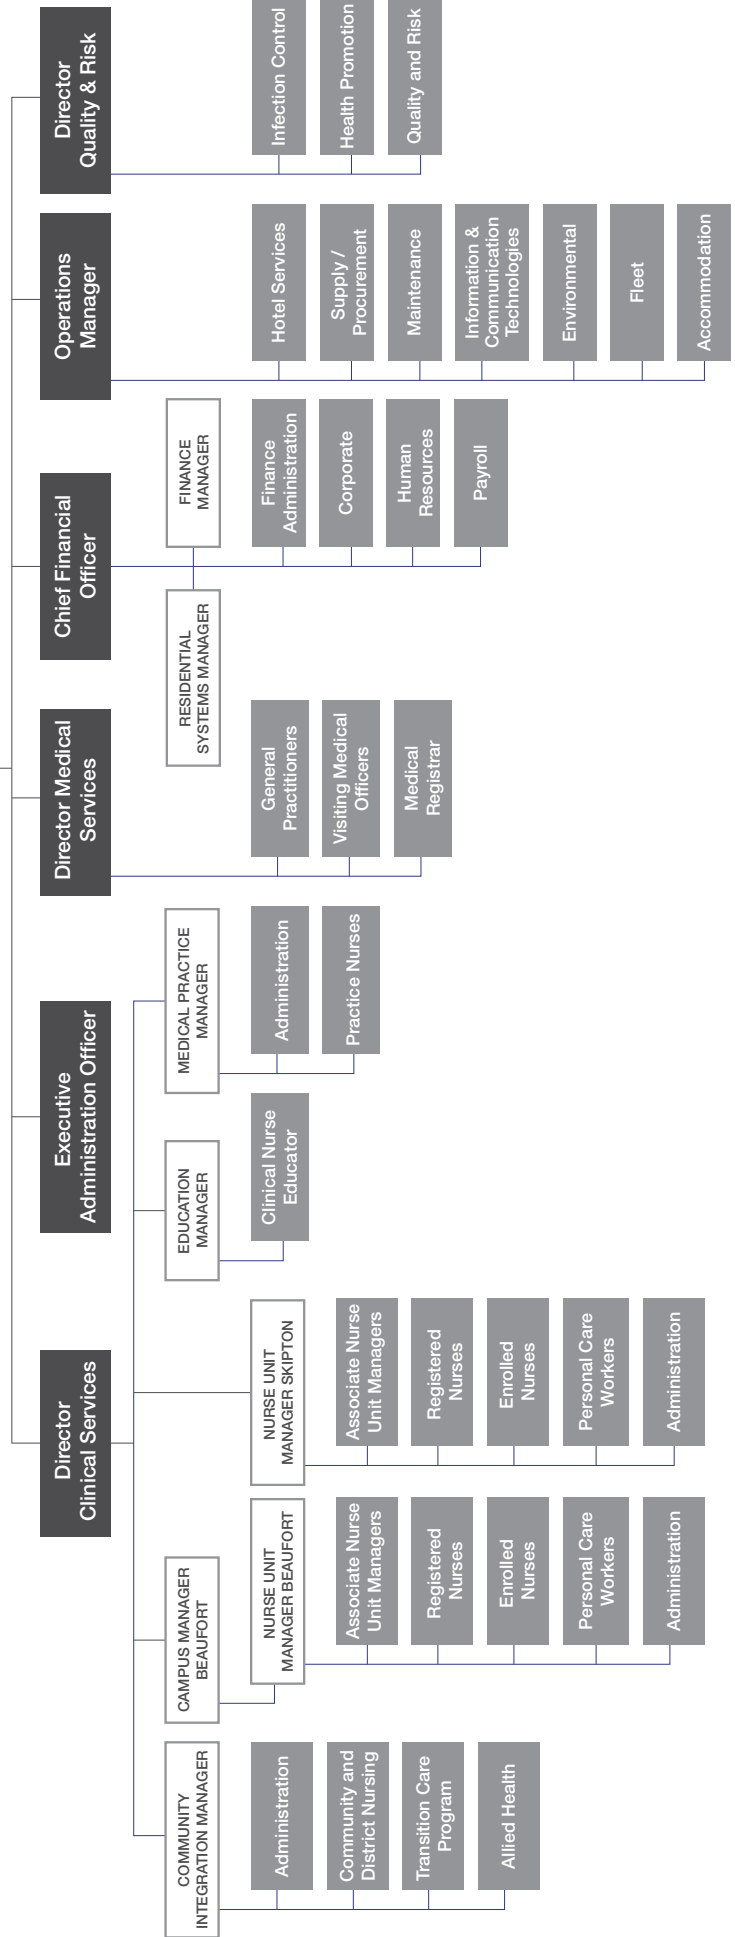 Director
Clinical Services
Executive
Administration Officer
Director Medical
Services
Chief Financial
Officer
Operations
Manager
Director
Quality & Risk
COMMUNITY
INTEGRATION MANAGER
Administration
Community and
District Nursing
Transition Care
Program
Allied Health
CAMPUS MANAGER
BEAUFORT
NURSE UNIT
MANAGER BEAUFORT
Associate Nurse
Unit Managers
Registered
Nurses
Enrolled
Nurses
Personal Care
Workers
Administration
NURSE UNIT
MANAGER SKIPTON
Associate Nurse
Unit Managers
Registered
Nurses
Enrolled
Nurses
Personal Care
Workers
Administration
EDUCATION
MANAGER
Clinical Nurse
Educator
MEDICAL PRACTICE
MANAGER
Administration
Practice Nurses
General
Practitioners
Visiting Medical
Officers
Medical
Registrar
RESIDENTIAL
SYSTEMS MANAGER
FINANCE
MANAGER
Finance
Administration
Corporate
Human
Resources
Payroll
Hotel Services
Supply /
Procurement
Maintenance
Information &
Communication
Technologies
Environmental
Fleet
Accommodation
Infection Control
Health Promotion
Quality and Risk